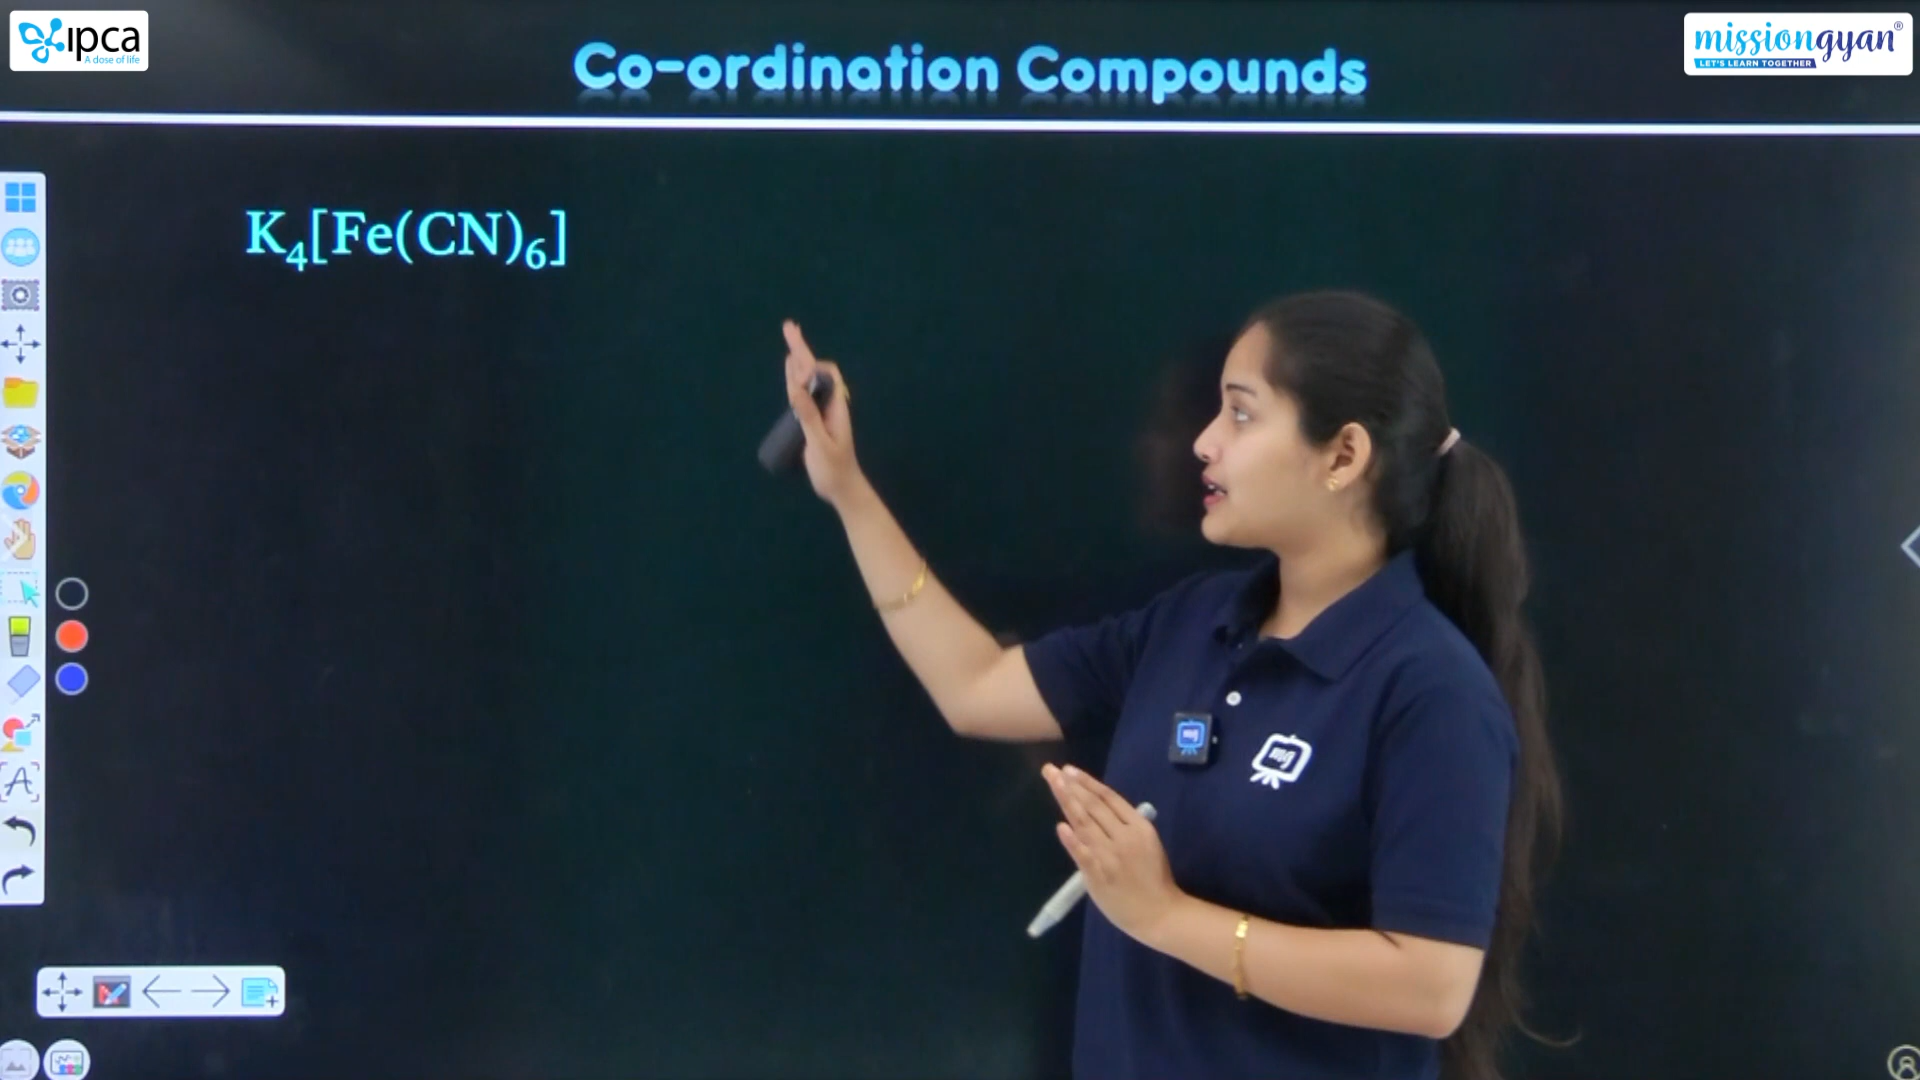 ipca
A dose of life
Co-ordination Compounds
missiongyan®
LET'S LEARN TOGETHER
K₄[Fe(CN)₆]